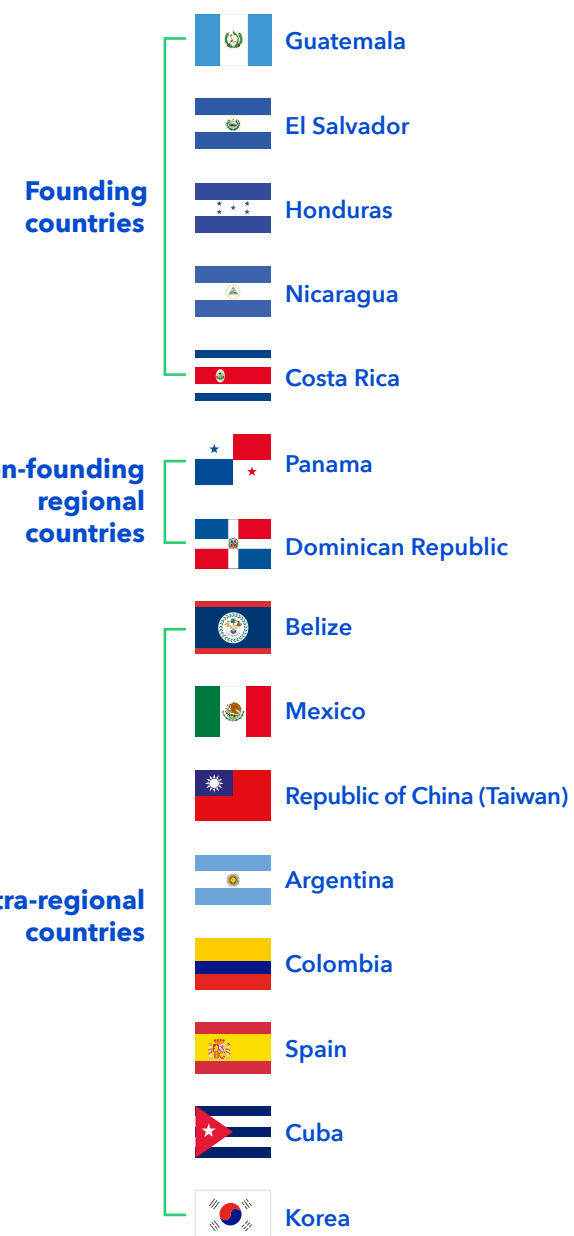 Founding
countries
Guatemala
El Salvador
Honduras
Nicaragua
Costa Rica
n-founding
regional
countries
Panama
Dominican Republic
tra-regional
countries
Belize
Mexico
Republic of China (Taiwan)
Argentina
Colombia
Spain
Cuba
Korea